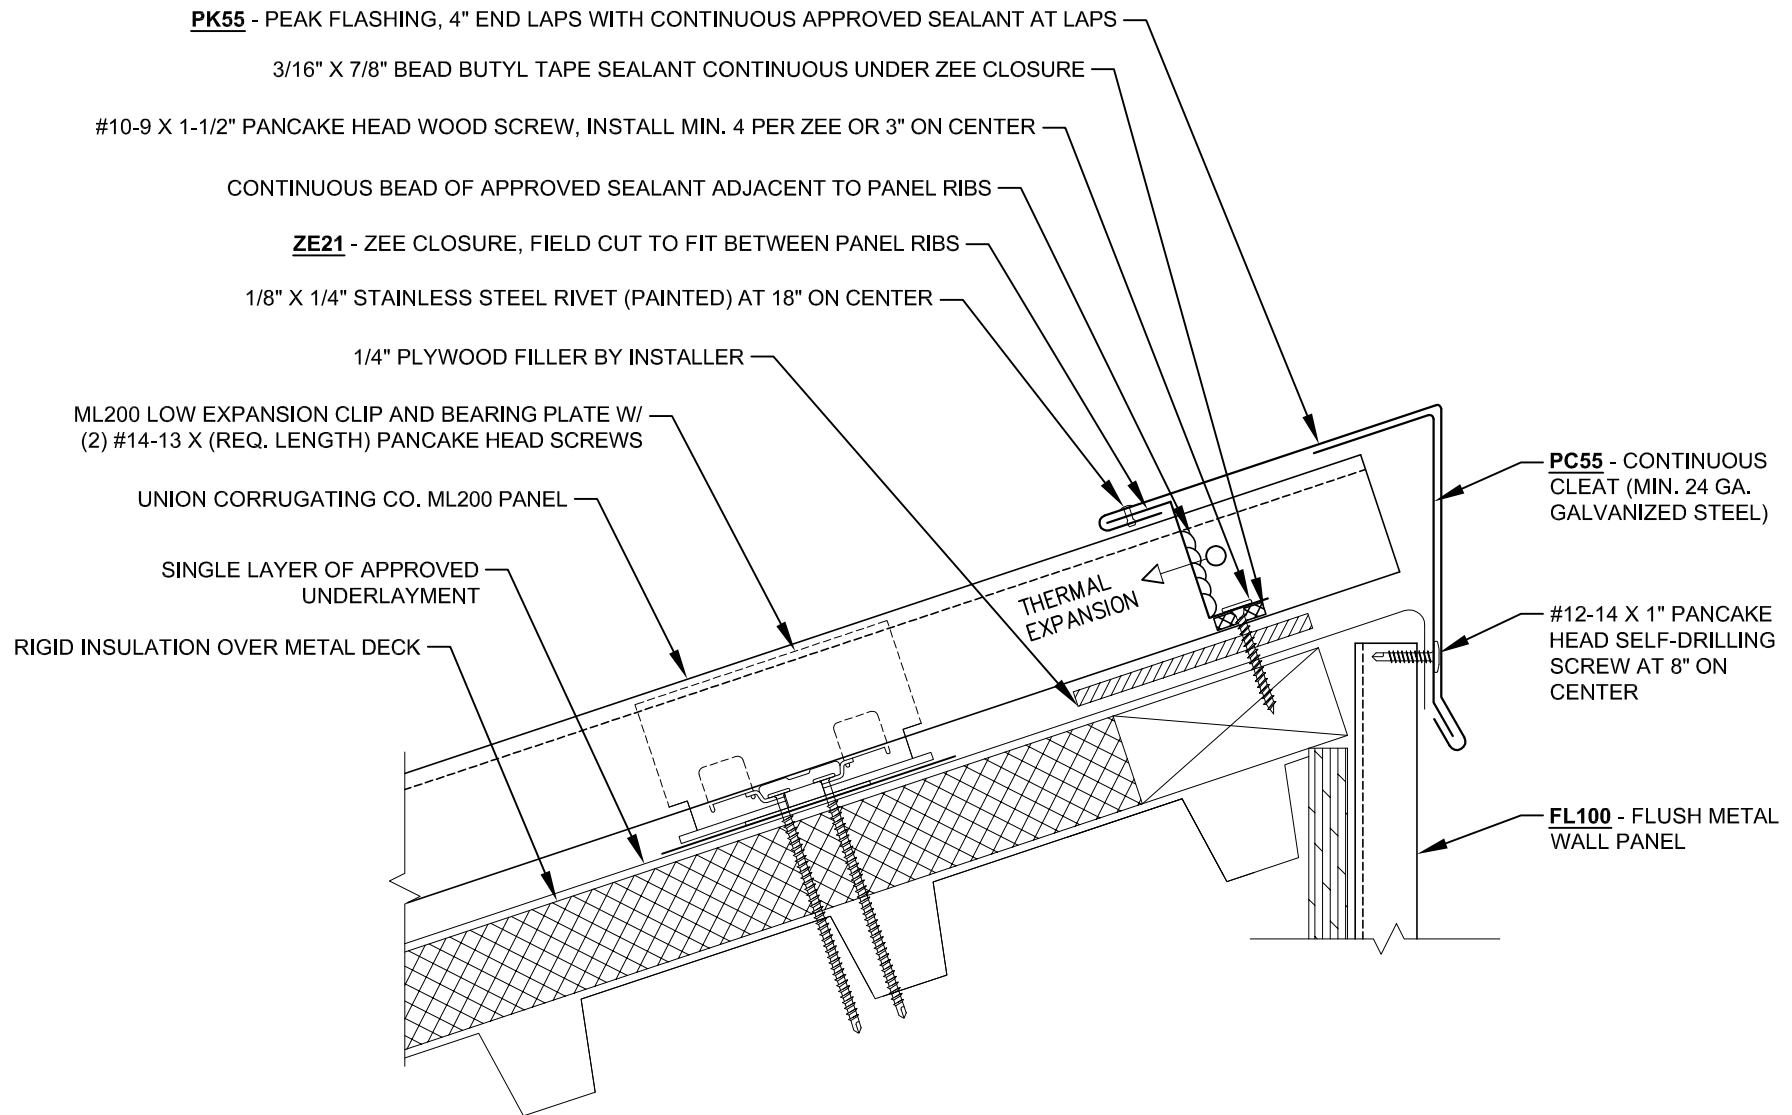 PK55 - PEAK FLASHING, 4" END LAPS WITH CONTINUOUS APPROVED SEALANT AT LAPS
3/16" X 7/8" BEAD BUTYL TAPE SEALANT CONTINUOUS UNDER ZEE CLOSURE
#10-9 X 1-1/2" PANCAKE HEAD WOOD SCREW, INSTALL MIN. 4 PER ZEE OR 3" ON CENTER
CONTINUOUS BEAD OF APPROVED SEALANT ADJACENT TO PANEL RIBS
ZE21 - ZEE CLOSURE, FIELD CUT TO FIT BETWEEN PANEL RIBS
1/8" X 1/4" STAINLESS STEEL RIVET (PAINTED) AT 18" ON CENTER
1/4" PLYWOOD FILLER BY INSTALLER
ML200 LOW EXPANSION CLIP AND BEARING PLATE W/
(2) #14-13 X (REQ. LENGTH) PANCAKE HEAD SCREWS
UNION CORRUGATING CO. ML200 PANEL
SINGLE LAYER OF APPROVED
UNDERLAYMENT
RIGID INSULATION OVER METAL DECK
THERMAL
EXPANSION
PC55 - CONTINUOUS
CLEAT (MIN. 24 GA.
GALVANIZED STEEL)
#12-14 X 1" PANCAKE
HEAD SELF-DRILLING
SCREW AT 8" ON
CENTER
FL100 - FLUSH METAL
WALL PANEL